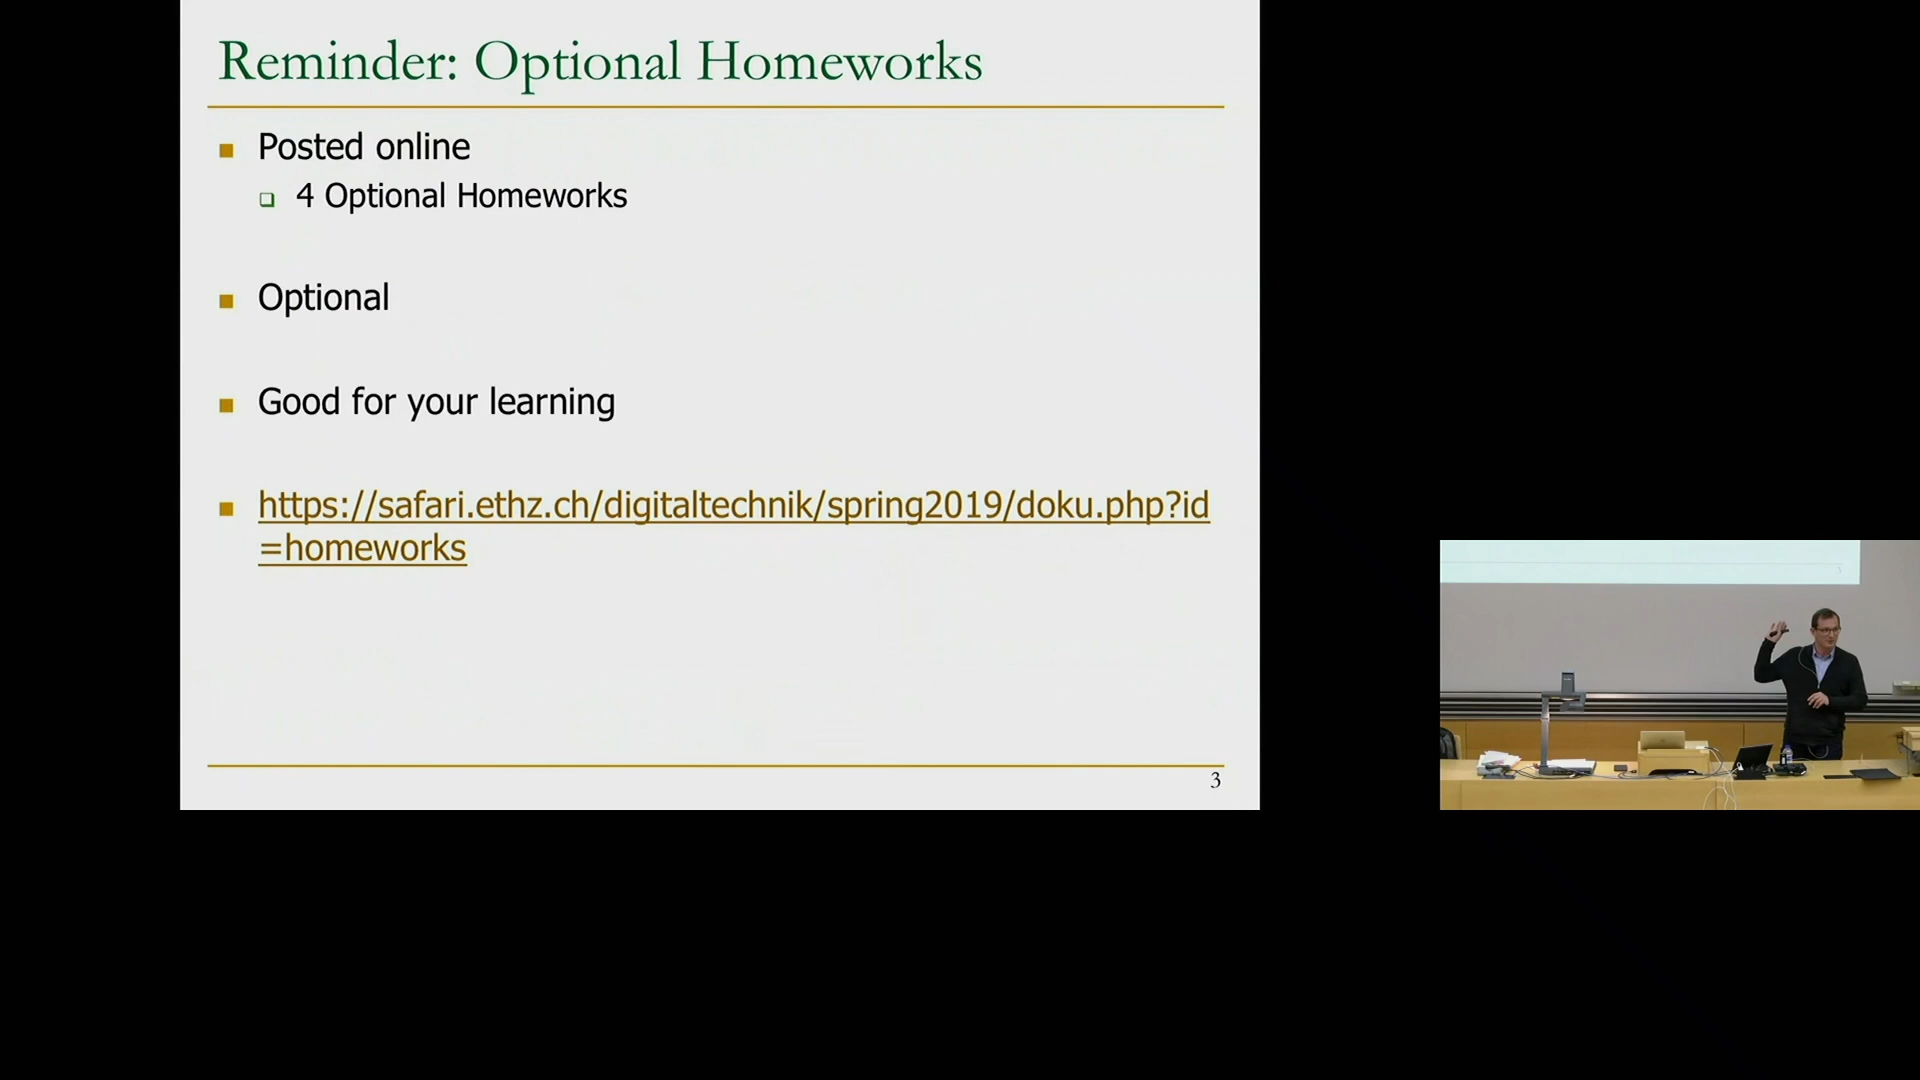 Reminder: Optional Homeworks
Posted online
4 Optional Homeworks
Optional
Good for your learning
https://safari.ethz.ch/digitaltechnik/spring2019/doku.php?id
=homeworks
3